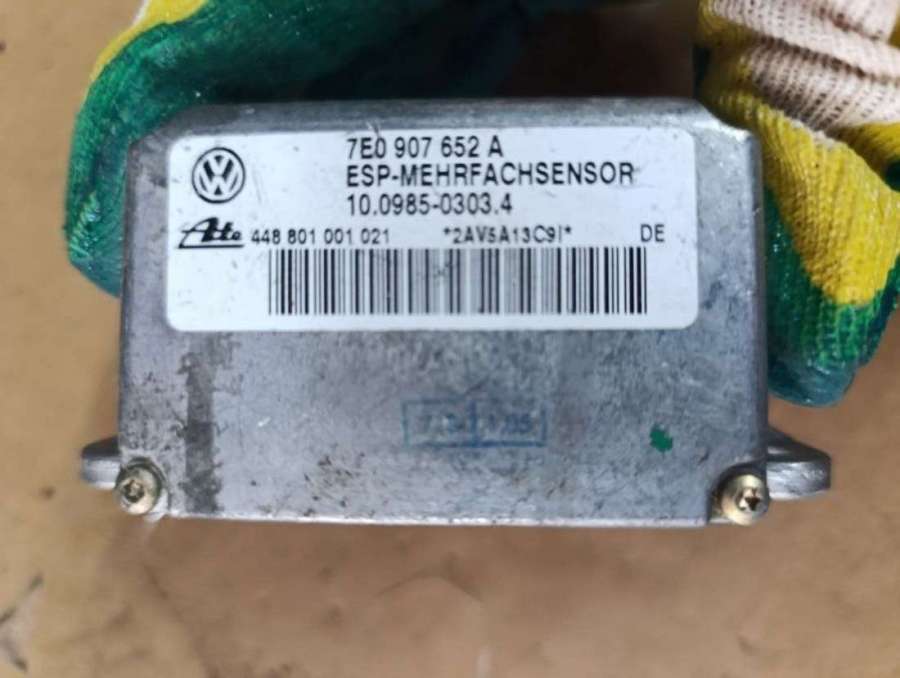 7E0 907 652 A
ESP-MEHRFACHSENSOR
10.0985-0303.4
Ate 448 801 001 021 *2AV5A13C9I* DE